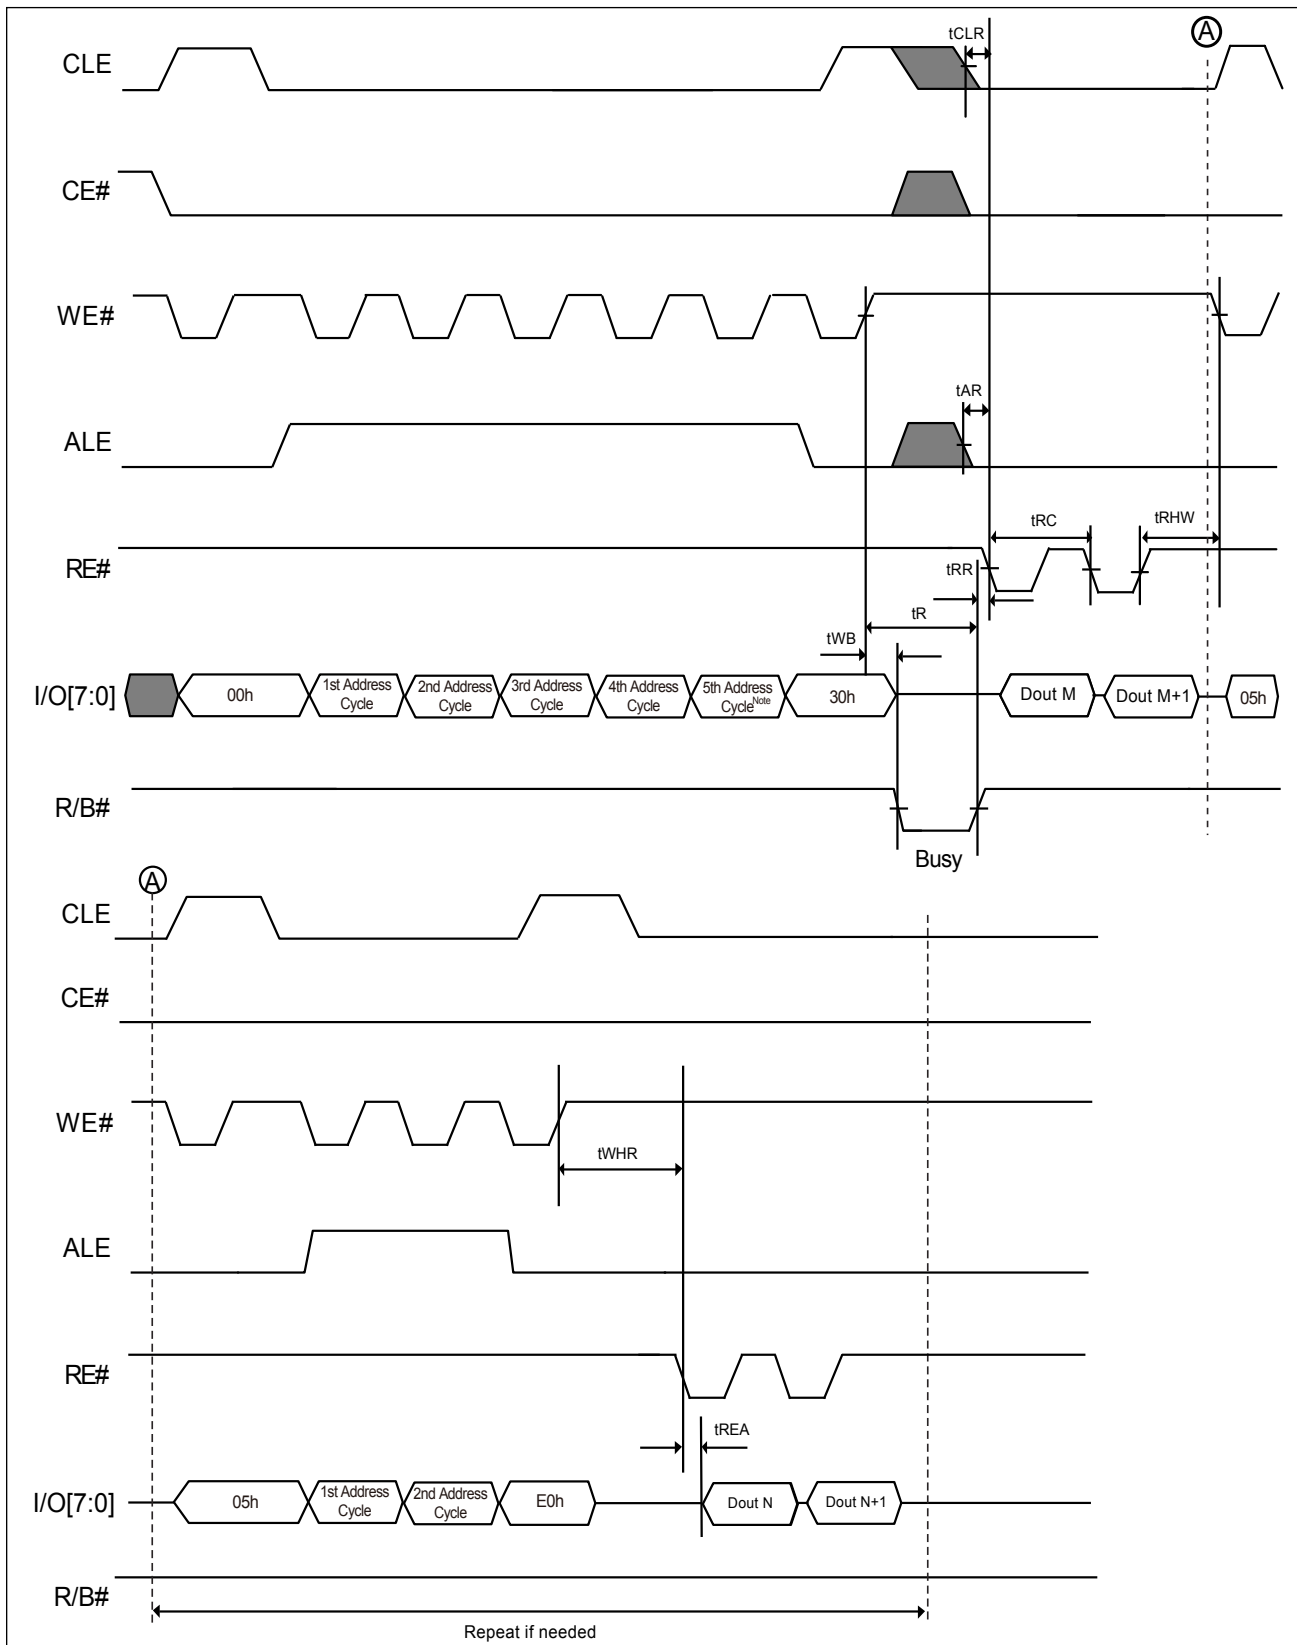 tCLR
A
CLE
CE#
WE#
tAR
ALE
tRC
tRHW
RE#
tRR
tR
tWB
I/O[7:0]
00h
1st Address
Cycle
2nd Address
Cycle
3rd Address
Cycle
4th Address
Cycle
5th Address
Cycle Note
30h
Dout M
Dout M+1
05h
R/B#
Busy
A
CLE
CE#
WE#
tWHR
ALE
RE#
tREA
I/O[7:0]
05h
1st Address
Cycle
2nd Address
Cycle
E0h
Dout N
Dout N+1
R/B#
Repeat if needed